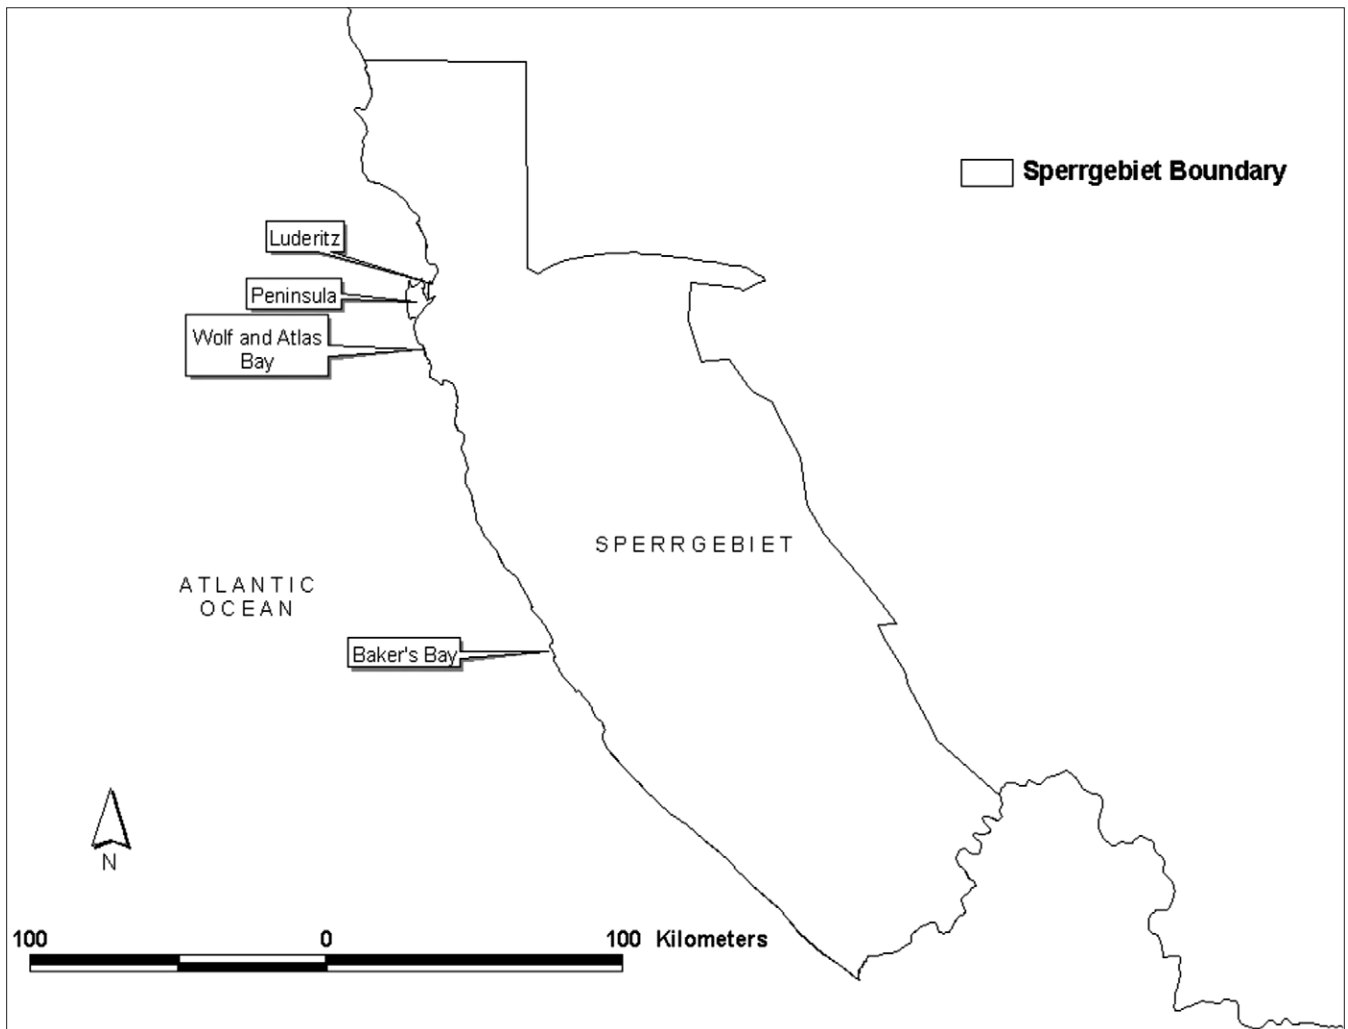 Sperrgebiet Boundary
Luderitz
Peninsula
Wolf and Atlas
Bay
SPERRGEBIET
ATLANTIC
OCEAN
Baker's Bay
N
100 0 100 Kilometers